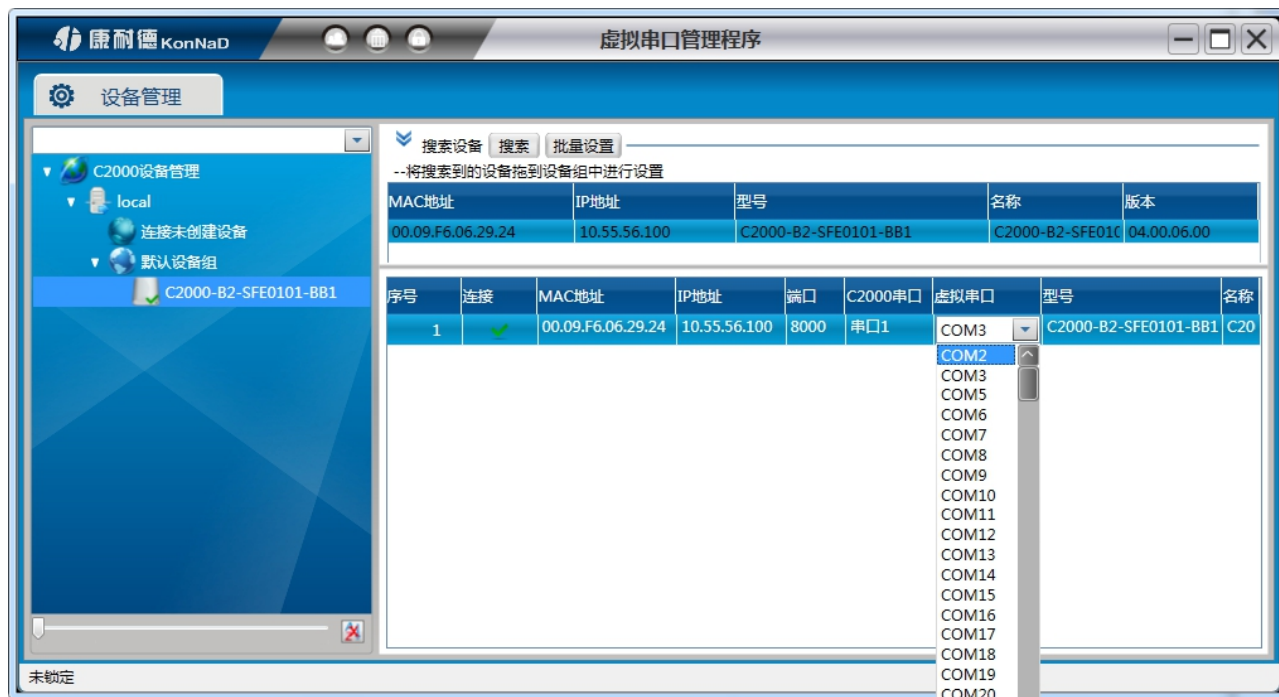 康耐德 KonNaD
虚拟串口管理程序
设备管理
C2000设备管理
local
连接未创建设备
默认设备组
C2000-B2-SFE0101-BB1
搜索设备 搜索 批量设置
--将搜索到的设备拖到设备组中进行设置
MAC地址 IP地址 型号 名称 版本
00.09.F6.06.29.24 10.55.56.100 C2000-B2-SFE0101-BB1 C2000-B2-SFE010 04.00.06.00
序号 连接 MAC地址 IP地址 端口 C2000串口 虚拟串口 型号 名称
1 00.09.F6.06.29.24 10.55.56.100 8000 串口1 COM3 C2000-B2-SFE0101-BB1 C20
COM2
COM3
COM5
COM6
COM7
COM8
COM9
COM10
COM11
COM12
COM13
COM14
COM15
COM16
COM17
COM18
COM19
COM20
未锁定